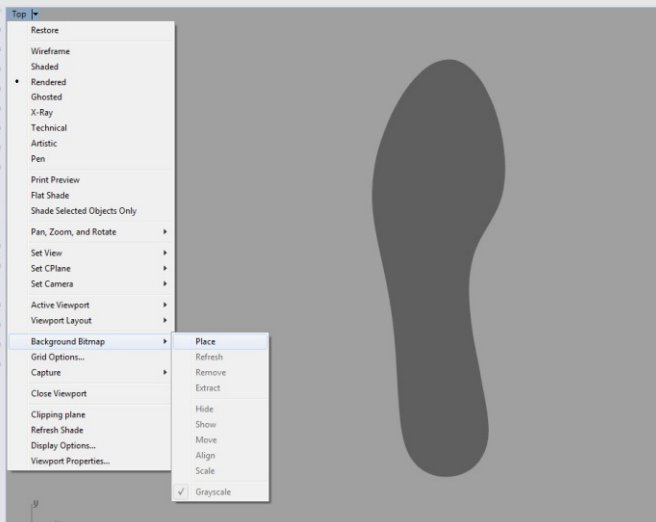 Top
Restore
Wireframe
Shaded
Rendered
Ghosted
X-Ray
Technical
Artistic
Pen
Print Preview
Flat Shade
Shade Selected Objects Only
Pan, Zoom, and Rotate
Set View
Set CPlane
Set Camera
Active Viewport
Viewport Layout
Background Bitmap
Grid Options...
Capture
Close Viewport
Clipping plane
Refresh Shade
Display Options...
Viewport Properties...
Place
Refresh
Remove
Extract
Hide
Show
Move
Align
Scale
Grayscale
y